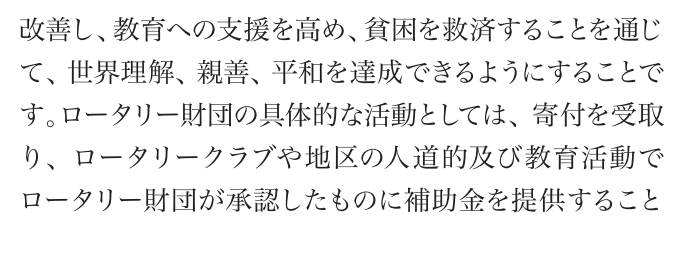 改善し、教育への支援を高め、貧困を救済することを通じ
て、世界理解、親善、平和を達成できるようにすることで
す。ロータリー財団の具体的な活動としては、寄付を受取
り、ロータリークラブや地区の人道的及び教育活動で
ロータリー財団が承認したものに補助金を提供すること